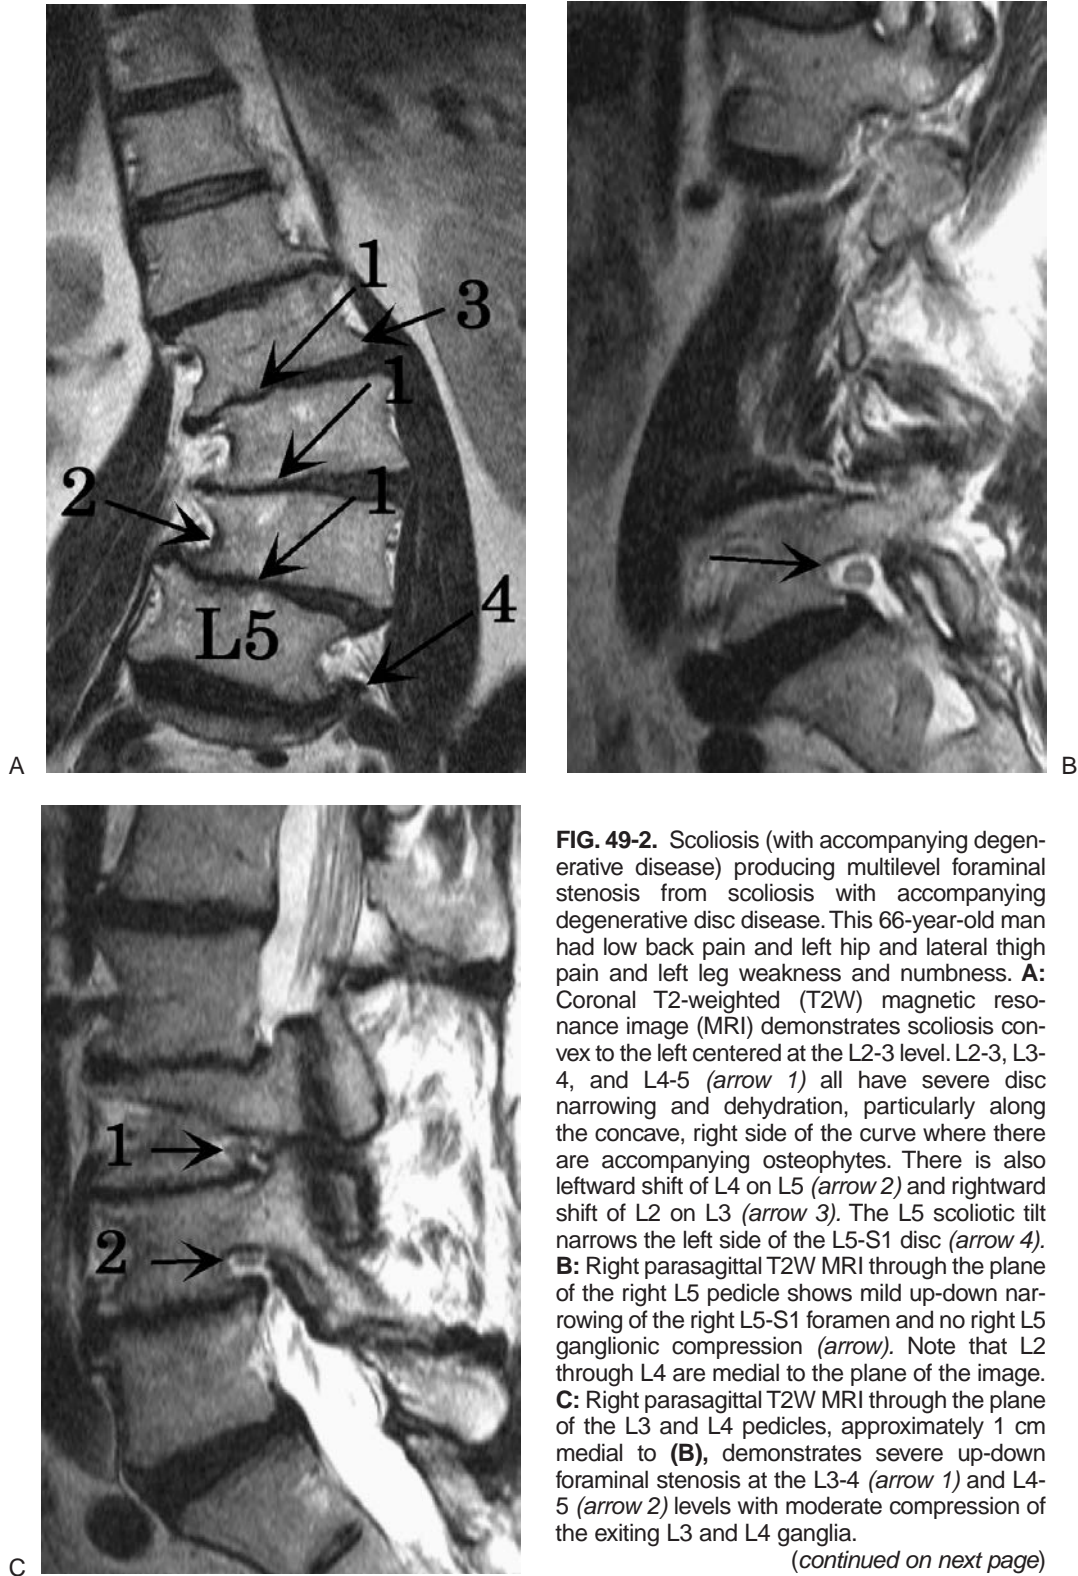 1
3
1
2
1
L5
4
A
B
1
2
C
FIG. 49-2. Scoliosis (with accompanying degen-
erative disease) producing multilevel foraminal
stenosis from scoliosis with accompanying
degenerative disc disease. This 66-year-old man
had low back pain and left hip and lateral thigh
pain and left leg weakness and numbness. A:
Coronal T2-weighted (T2W) magnetic reso-
nance image (MRI) demonstrates scoliosis con-
vex to the left centered at the L2-3 level. L2-3, L3-
4, and L4-5 (arrow 1) all have severe disc
narrowing and dehydration, particularly along
the concave, right side of the curve where there
are accompanying osteophytes. There is also
leftward shift of L4 on L5 (arrow 2) and rightward
shift of L2 on L3 (arrow 3). The L5 scoliotic tilt
narrows the left side of the L5-S1 disc (arrow 4).
B: Right parasagittal T2W MRI through the plane
of the right L5 pedicle shows mild up-down nar-
rowing of the right L5-S1 foramen and no right L5
ganglionic compression (arrow). Note that L2
through L4 are medial to the plane of the image.
C: Right parasagittal T2W MRI through the plane
of the L3 and L4 pedicles, approximately 1 cm
medial to (B), demonstrates severe up-down
foraminal stenosis at the L3-4 (arrow 1) and L4-
5 (arrow 2) levels with moderate compression of
the exiting L3 and L4 ganglia.
(continued on next page)